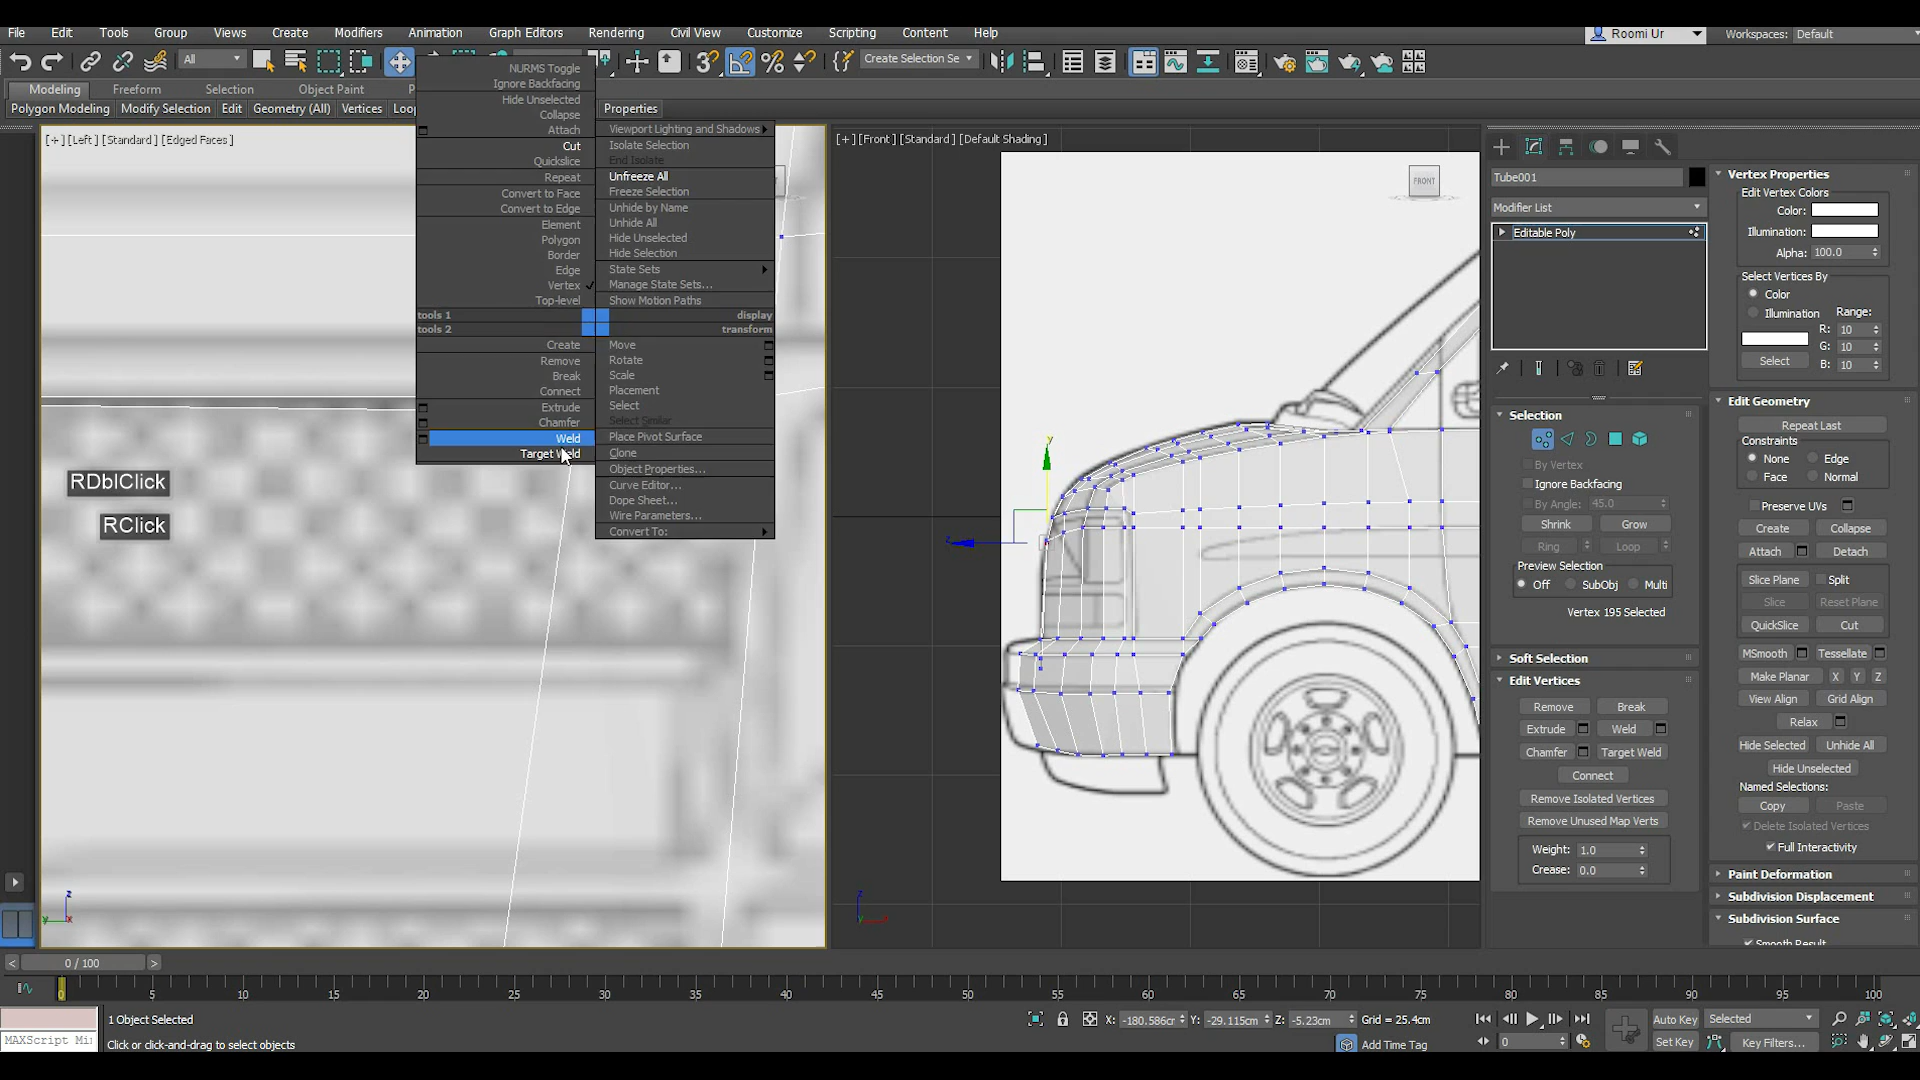 File Edit Tools Group Views Create Modifiers Animation Graph Editors Rendering Civil View Customize Scripting Content Help Roomi Ur Workspaces: Default
All Create Selection Se
Modeling Freeform Selection Object Paint
Polygon Modeling Modify Selection Edit Geometry (All) Vertices Properties
[+] [Left] [Standard] [Edged Faces]
[+] [Front] [Standard] [Default Shading]
FRONT
NURMS Toggle
Ignore Backfacing
Hide Unselected
Collapse
Attach
Cut
Quickslice
Repeat
Convert to Face
Convert to Edge
Element
Polygon
Border
Edge
Vertex
Top-level
tools 1
tools 2
Create
Remove
Break
Connect
Extrude
Chamfer
Weld
Target Weld
Viewport Lighting and Shadows
Isolate Selection
End Isolate
Unfreeze All
Freeze Selection
Unhide by Name
Unhide All
Hide Unselected
Hide Selection
State Sets
Manage State Sets...
Show Motion Paths
display
transform
Move
Rotate
Scale
Placement
Select
Select Similar
Place Pivot Surface
Clone
Object Properties...
Curve Editor...
Dope Sheet...
Wire Parameters...
Convert To:
RDblClick
RClick
y
z
z
y
x
z
y
x
Tube001
Modifier List
Editable Poly
Selection
By Vertex
Ignore Backfacing
By Angle: 45.0
Shrink Grow
Ring Loop
Preview Selection
Off SubObj Multi
Vertex 195 Selected
Soft Selection
Edit Vertices
Remove Break
Extrude Weld
Chamfer Target Weld
Connect
Remove Isolated Vertices
Remove Unused Map Verts
Weight: 1.0
Crease: 0.0
Vertex Properties
Edit Vertex Colors
Color:
Illumination:
Alpha: 100.0
Select Vertices By
Color
Illumination Range:
R: 10
G: 10
Select B: 10
Edit Geometry
Repeat Last
Constraints
None Edge
Face Normal
Preserve UVs
Create Collapse
Attach Detach
Slice Plane Split
Slice Reset Plane
QuickSlice Cut
MSmooth Tessellate
Make Planar X Y Z
View Align Grid Align
Relax
Hide Selected Unhide All
Hide Unselected
Named Selections:
Copy Paste
Delete Isolated Vertices
Full Interactivity
Paint Deformation
Subdivision Displacement
Subdivision Surface
Smooth Result
< 0 / 100 >
0 5 10 15 20 25 30 35 40 45 50 55 60 65 70 75 80 85 90 95 100
1 Object Selected X: -180.586cr Y: -29.115cm Z: -5.23cm Grid = 25.4cm Auto Key Selected
MAXScript Mi Click or click-and-drag to select objects Add Time Tag 0 Set Key Key Filters...